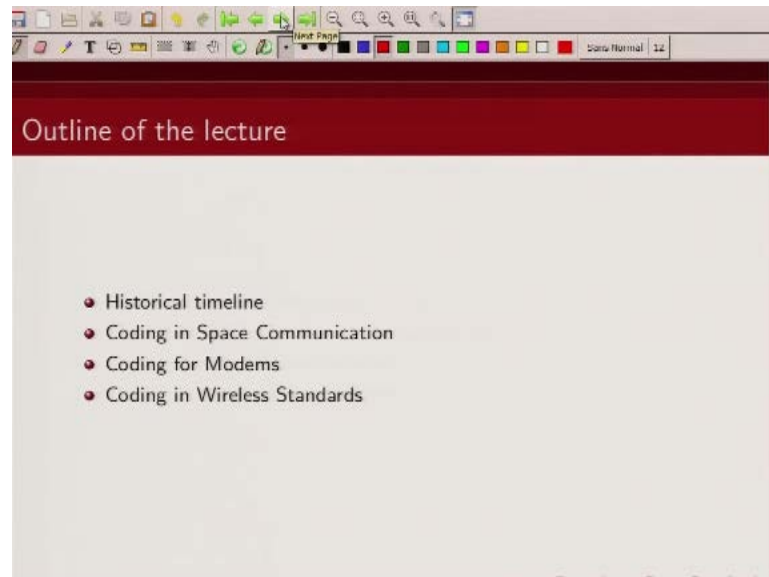 Next Page
Sans Normal 12
Outline of the lecture
Historical timeline
Coding in Space Communication
Coding for Modems
Coding in Wireless Standards